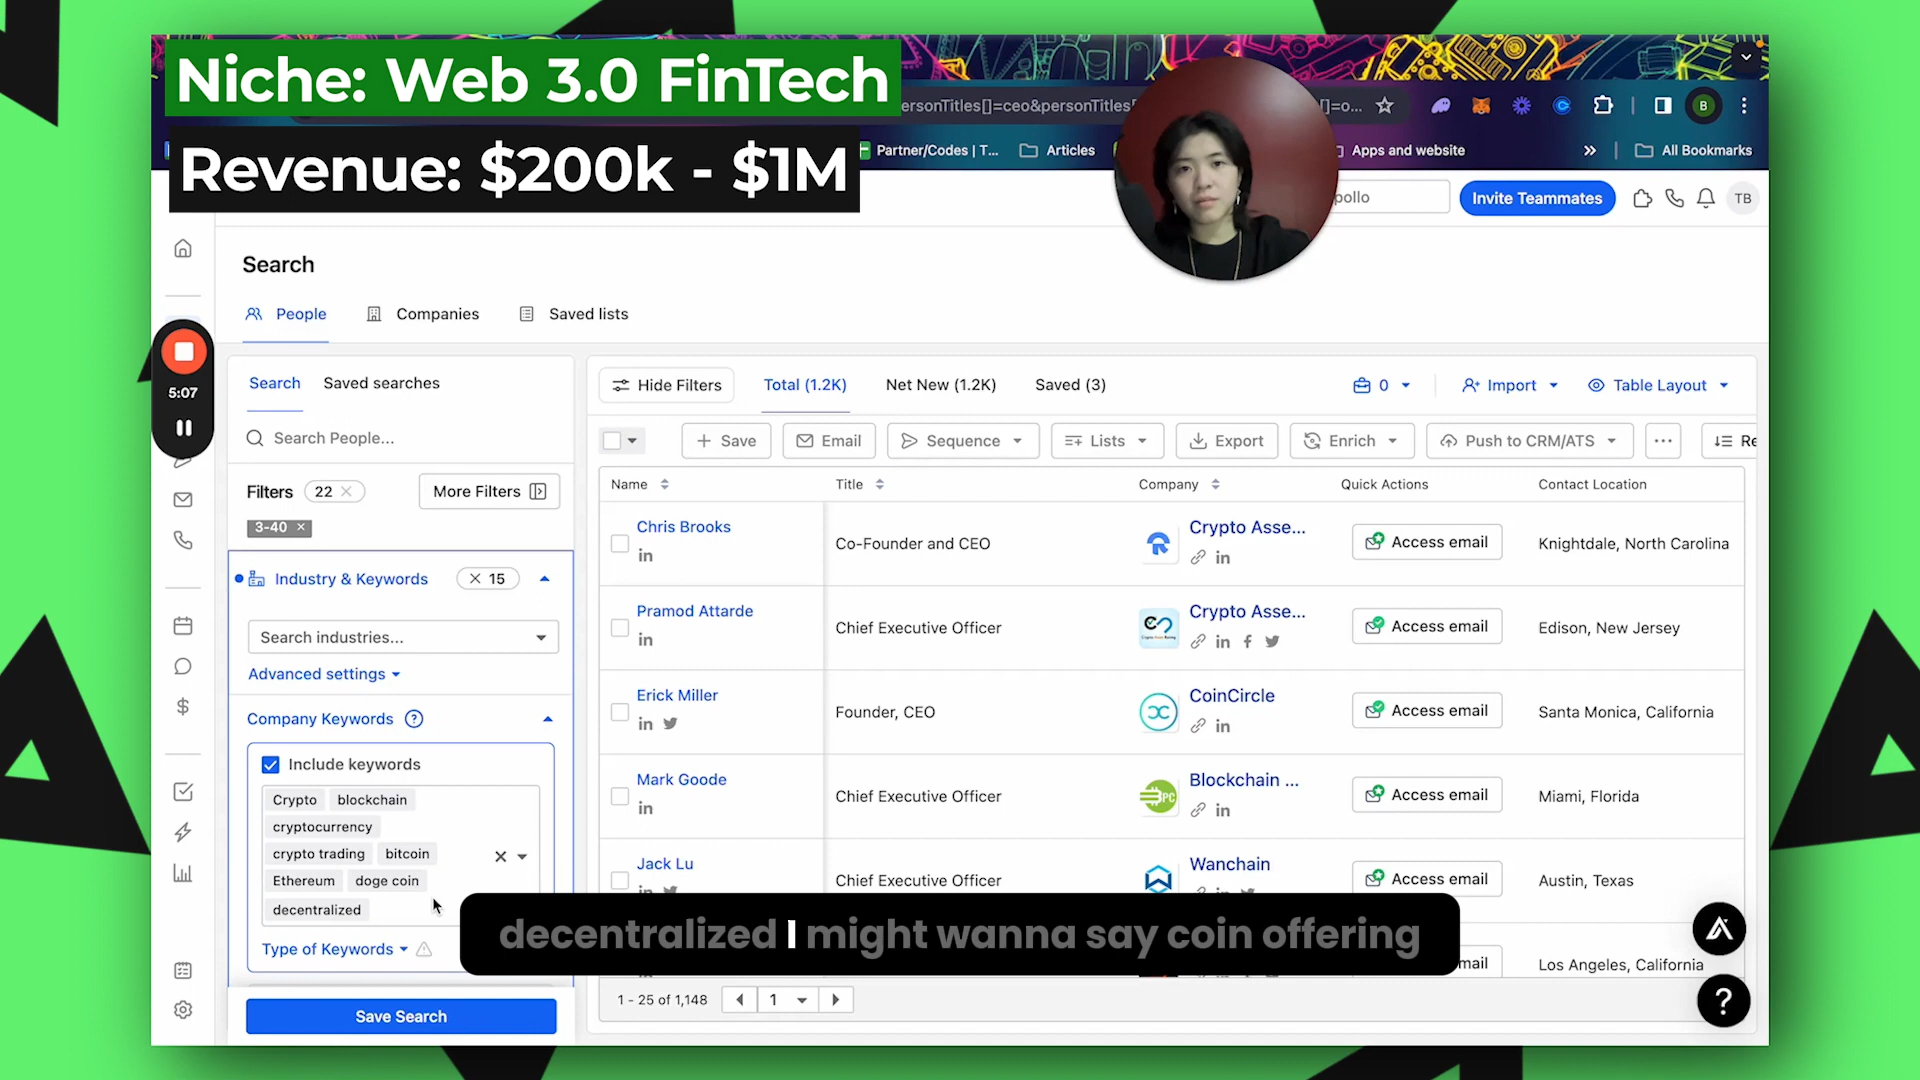 Niche: Web 3.0 FinTech
Revenue: $200k - $1M
ersonTitles[]=ceo&personTitles
[]=o...
B
Partner/Codes | T...
Articles
Apps and website
All Bookmarks
pollo
Invite Teammates
TB
Search
People
Companies
Saved lists
5:07
Search
Saved searches
Search People...
Filters
22
More Filters
3-40
Industry & Keywords
15
Search industries...
Advanced settings
Company Keywords
Include keywords
Crypto
blockchain
cryptocurrency
crypto trading
bitcoin
Ethereum
doge coin
decentralized
Type of Keywords
Save Search
Hide Filters
Total (1.2K)
Net New (1.2K)
Saved (3)
0
Import
Table Layout
Save
Email
Sequence
Lists
Export
Enrich
Push to CRM/ATS
Re
Name
Title
Company
Quick Actions
Contact Location
Chris Brooks
Co-Founder and CEO
Crypto Asse...
Access email
Knightdale, North Carolina
Pramod Attarde
Chief Executive Officer
Crypto Asse...
Access email
Edison, New Jersey
Erick Miller
Founder, CEO
CoinCircle
Access email
Santa Monica, California
Mark Goode
Chief Executive Officer
Blockchain ...
Access email
Miami, Florida
Jack Lu
Chief Executive Officer
Wanchain
Access email
Austin, Texas
mail
Los Angeles, California
decentralized I might wanna say coin offering
1 - 25 of 1,148
1